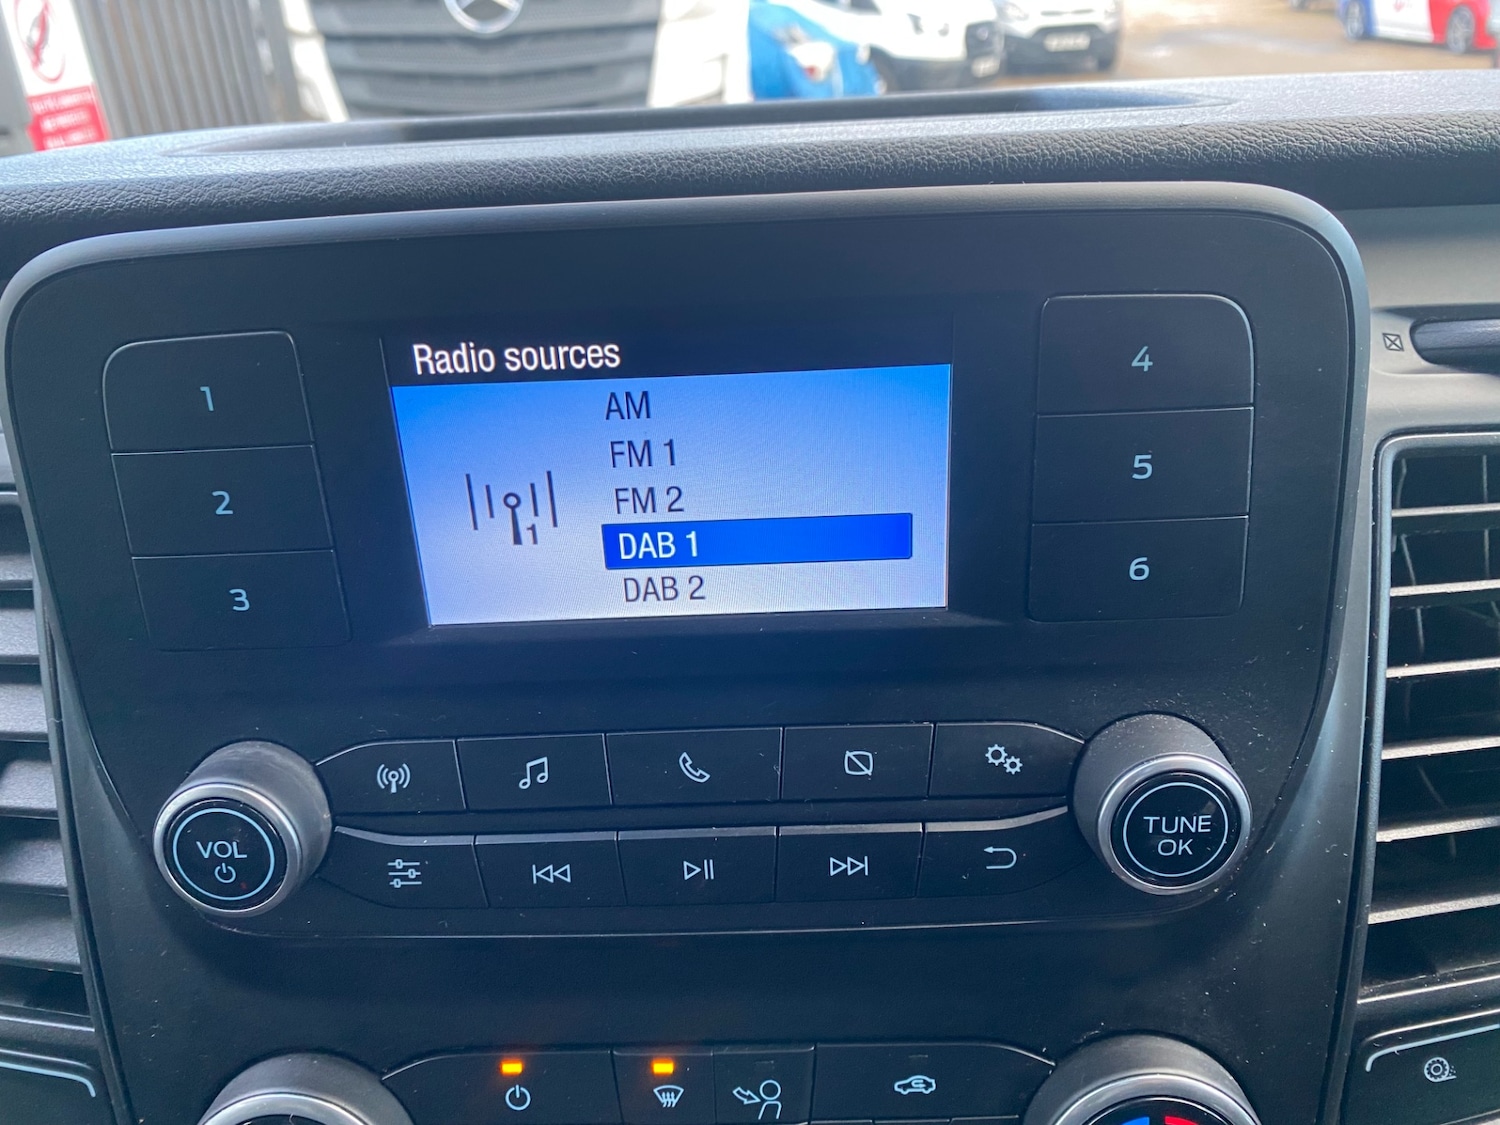 Radio sources
AM
FM 1
FM 2
DAB 1
DAB 2
1
1
2
3
4
5
6
VOL
TUNE
OK